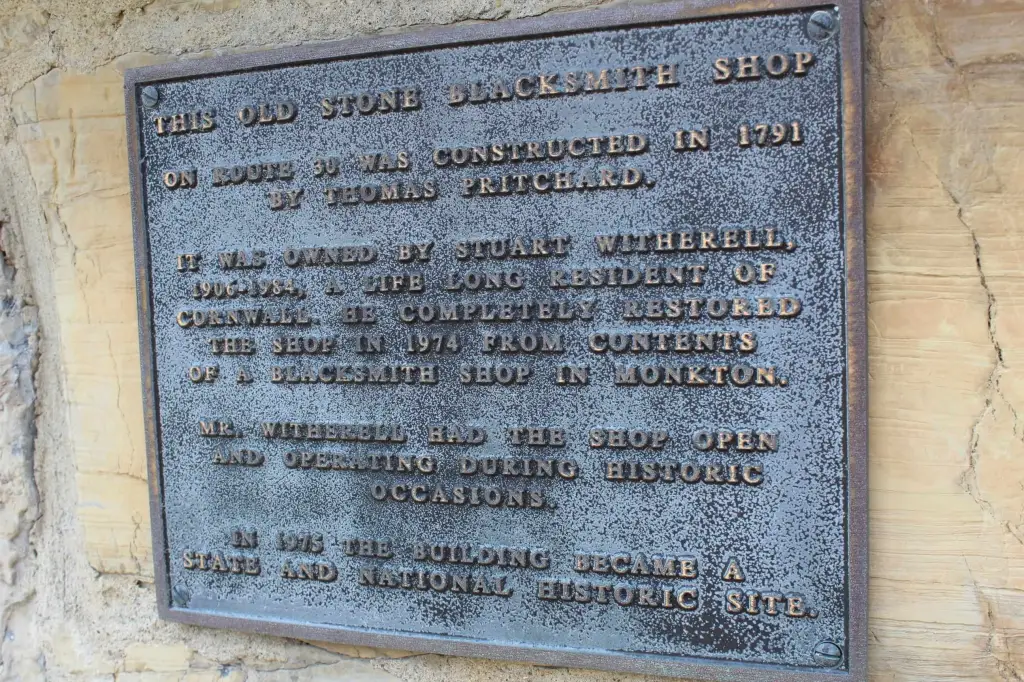 THIS OLD STONE BLACKSMITH SHOP
ON ROUTE 30 WAS CONSTRUCTED IN 1791
BY THOMAS PRITCHARD.
IT WAS OWNED BY STUART WITHERELL,
1906-1984, A LIFE LONG RESIDENT OF
CORNWALL. HE COMPLETELY RESTORED
THE SHOP IN 1974 FROM CONTENTS
OF A BLACKSMITH SHOP IN MONKTON.
MR. WITHERELL HAD THE SHOP OPEN
AND OPERATING DURING HISTORIC
OCCASIONS.
IN 1975 THE BUILDING BECAME A
STATE AND NATIONAL HISTORIC SITE.